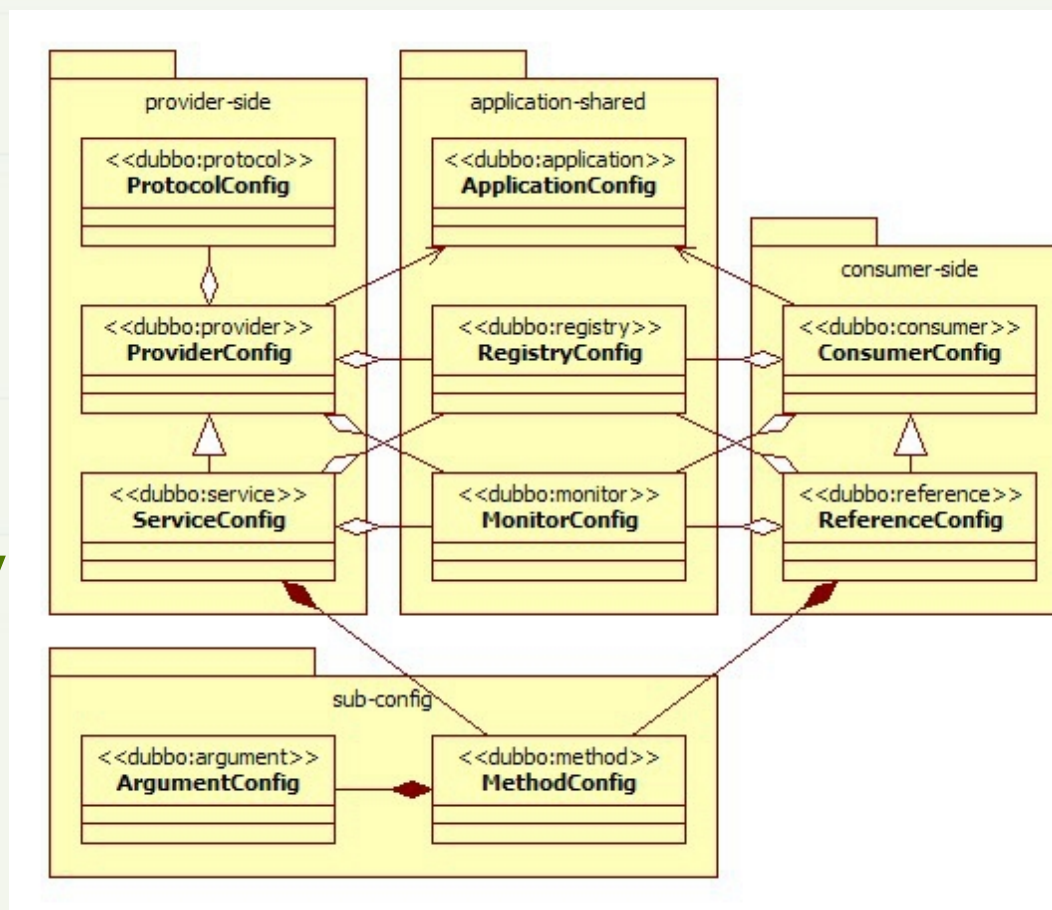 provider-side
<<dubbo:protocol>>
ProtocolConfig
<<dubbo:provider>>
ProviderConfig
<<dubbo:service>>
ServiceConfig
application-shared
<<dubbo:application>>
ApplicationConfig
<<dubbo:registry>>
RegistryConfig
<<dubbo:monitor>>
MonitorConfig
consumer-side
<<dubbo:consumer>>
ConsumerConfig
<<dubbo:reference>>
ReferenceConfig
sub-config
<<dubbo:argument>>
ArgumentConfig
<<dubbo:method>>
MethodConfig